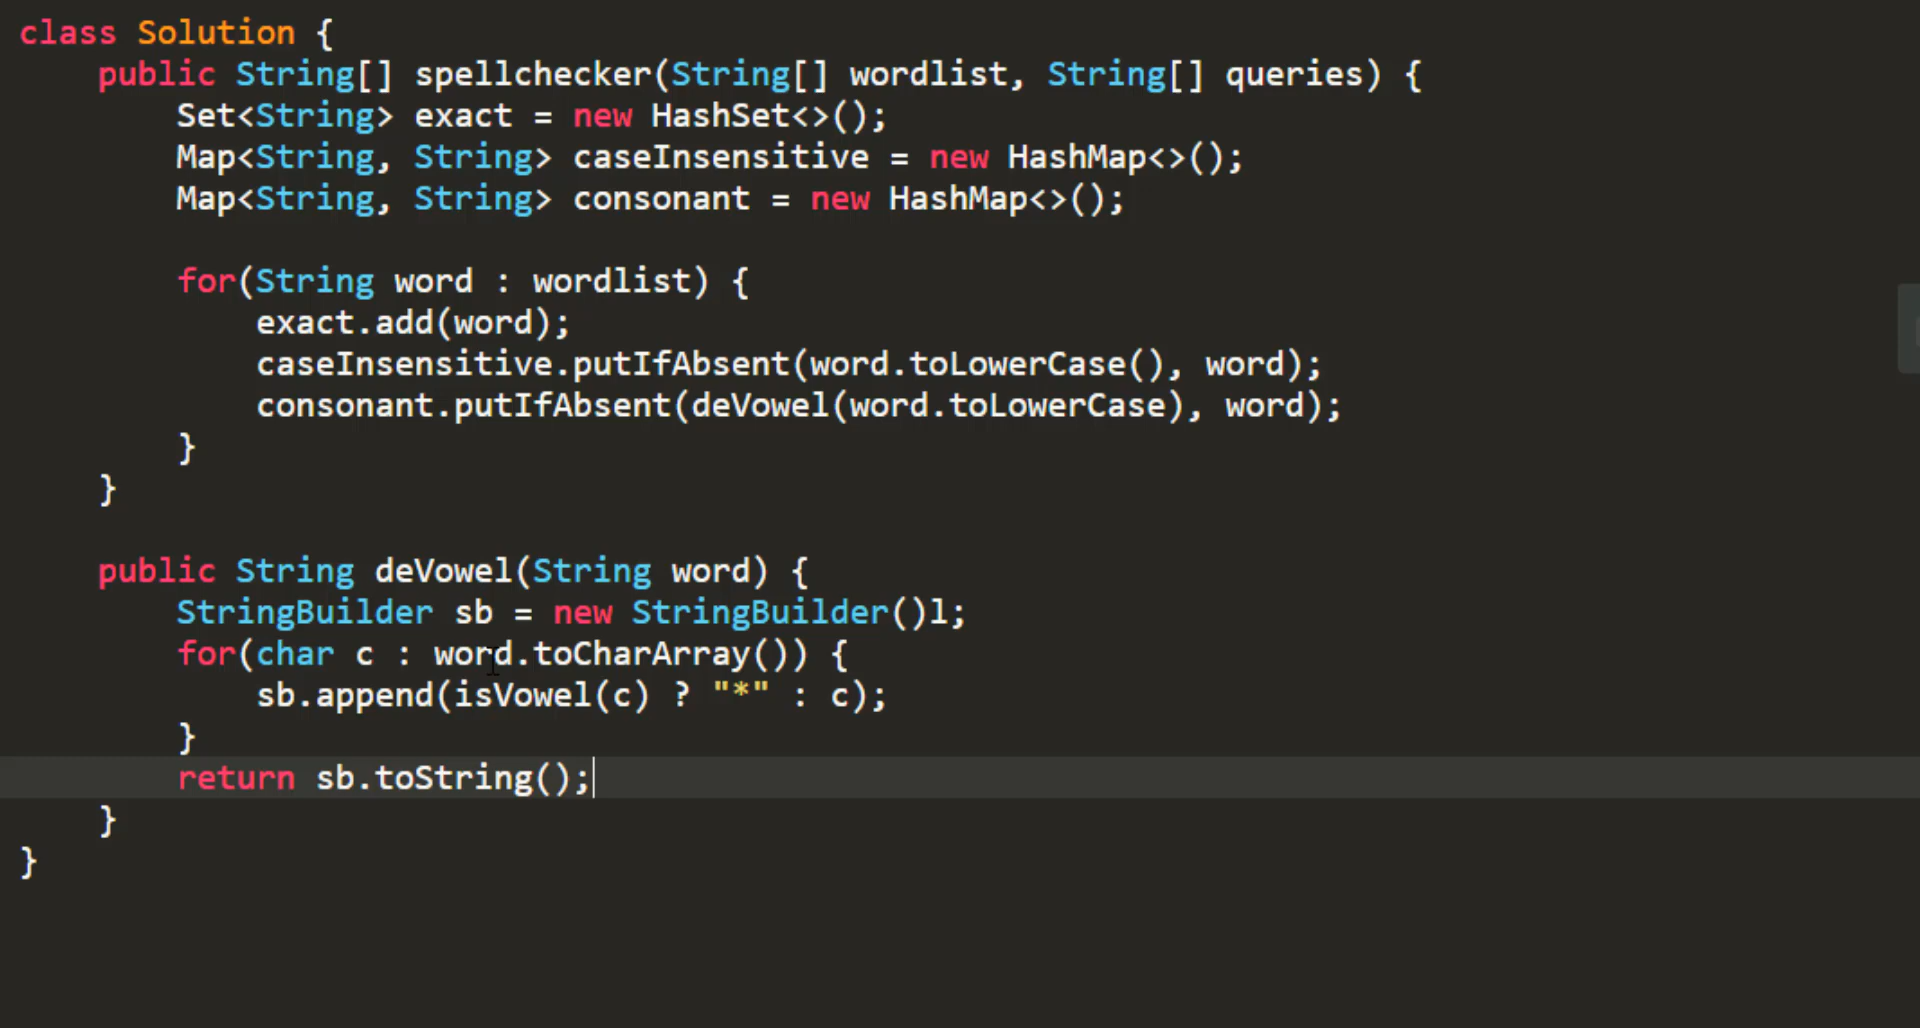 class Solution {
    public String[] spellchecker(String[] wordlist, String[] queries) {
        Set<String> exact = new HashSet<>();
        Map<String, String> caseInsensitive = new HashMap<>();
        Map<String, String> consonant = new HashMap<>();

        for(String word : wordlist) {
            exact.add(word);
            caseInsensitive.putIfAbsent(word.toLowerCase(), word);
            consonant.putIfAbsent(deVowel(word.toLowerCase), word);
        }
    }

    public String deVowel(String word) {
        StringBuilder sb = new StringBuilder()l;
        for(char c : word.toCharArray()) {
            sb.append(isVowel(c) ? "*" : c);
        }
        return sb.toString();
    }
}